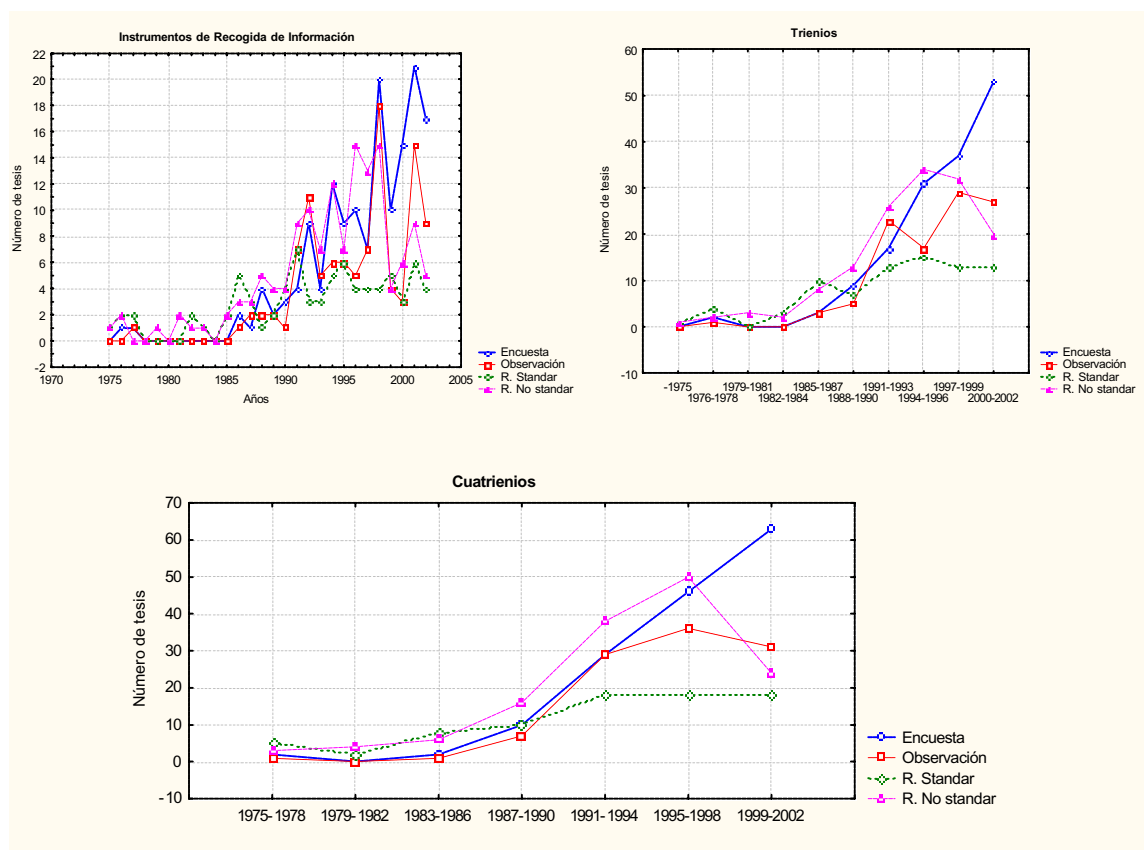 Instrumentos de Recogida de Información
Número de tesis
22
20
18
16
14
12
10
8
6
4
2
0
-2
1970 1975 1980 1985 1990 1995 2000 2005
Años
Encuesta
Observación
R. Standar
R. No standar
Trienios
Número de tesis
60
50
40
30
20
10
0
-10
-1975 1979-1981 1985-1987 1991-1993 1997-1999
1976-1978 1982-1984 1988-1990 1994-1996 2000-2002
Encuesta
Observación
R. Standar
R. No standar
Cuatrienios
Número de tesis
70
60
50
40
30
20
10
0
-10
1975-1978 1979-1982 1983-1986 1987-1990 1991-1994 1995-1998 1999-2002
Encuesta
Observación
R. Standar
R. No standar